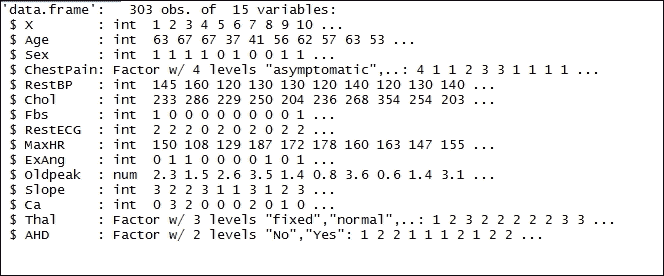 'data.frame':   303 obs. of  15 variables:
 $ X        : int  1 2 3 4 5 6 7 8 9 10 ...
 $ Age      : int  63 67 67 37 41 56 62 57 63 53 ...
 $ Sex      : int  1 1 1 1 0 1 0 0 1 1 ...
 $ ChestPain: Factor w/ 4 levels "asymptomatic",..: 4 1 1 2 3 3 1 1 1 1 ...
 $ RestBP   : int  145 160 120 130 130 120 140 120 130 140 ...
 $ Chol     : int  233 286 229 250 204 236 268 354 254 203 ...
 $ Fbs      : int  1 0 0 0 0 0 0 0 0 1 ...
 $ RestECG  : int  2 2 2 0 2 0 2 0 2 2 ...
 $ MaxHR    : int  150 108 129 187 172 178 160 163 147 155 ...
 $ ExAng    : int  0 1 1 0 0 0 0 1 0 1 ...
 $ Oldpeak  : num  2.3 1.5 2.6 3.5 1.4 0.8 3.6 0.6 1.4 3.1 ...
 $ Slope    : int  3 2 2 3 1 1 3 1 2 3 ...
 $ Ca       : int  0 3 2 0 0 0 2 0 1 0 ...
 $ Thal     : Factor w/ 3 levels "fixed","normal",..: 1 2 3 2 2 2 2 2 3 3 ...
 $ AHD      : Factor w/ 2 levels "No","Yes": 1 2 2 1 1 1 2 1 2 2 ...